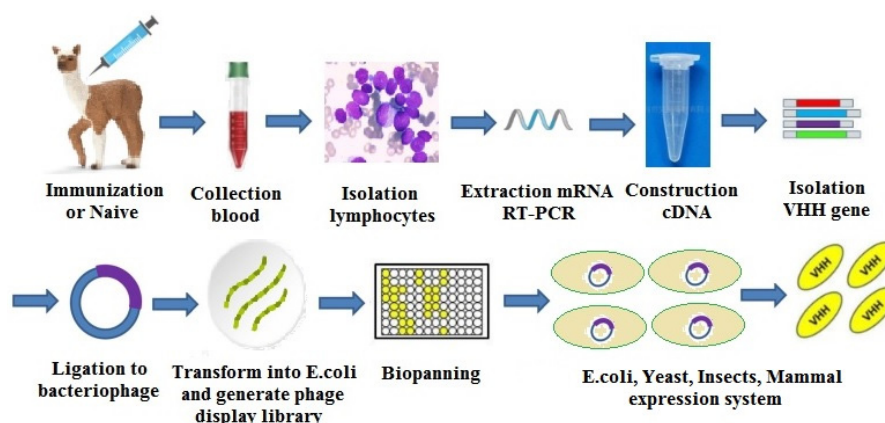 Immunization
or Naive
Collection
blood
Isolation
lymphocytes
Extraction mRNA
RT-PCR
Construction
cDNA
Isolation
VHH gene
Ligation to
bacteriophage
Transform into E.coli
and generate phage
display library
Biopanning
E.coli, Yeast, Insects, Mammal
expression system
VHH
VHH
VHH
VHH